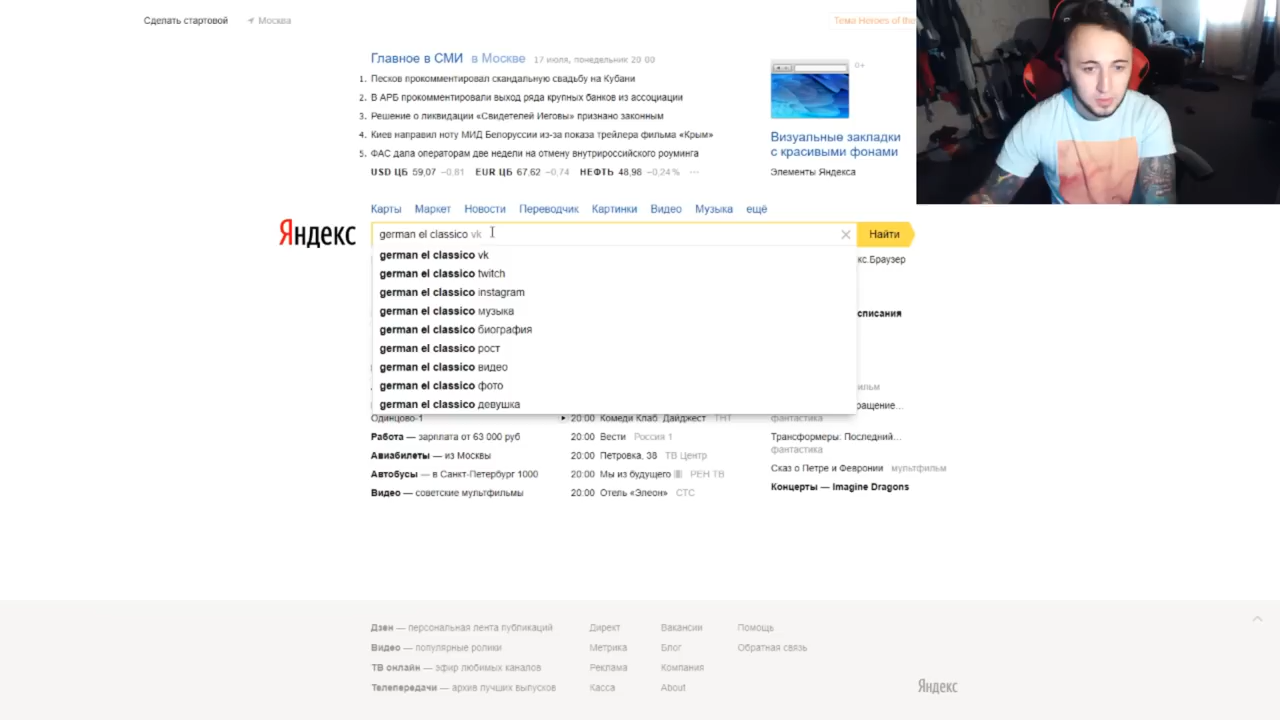 Сделать стартовой Москва
Тема Heroes of the
Главное в СМИ в Москве 17 июля, понедельник 20 00
1. Песков прокомментировал скандальную свадьбу на Кубани
2. В АРБ прокомментировали выход ряда крупных банков из ассоциации
3. Решение о ликвидации «Свидетелей Иеговы» признано законным
4. Киев направил ноту МИД Белоруссии из-за показа трейлера фильма «Крым»
5. ФАС дала операторам две недели на отмену внутрироссийского роуминга
USD ЦБ 59,07 −0,81 EUR ЦБ 67,62 −0,74 НЕФТЬ 48,98 −0,24 % ···
0+
Визуальные закладки
с красивыми фонами
Элементы Яндекса
Карты Маркет Новости Переводчик Картинки Видео Музыка ещё
Яндекс
german el classico vk
Найти
german el classico vk
german el classico twitch
german el classico instagram
german el classico музыка
german el classico биография
german el classico рост
german el classico видео
german el classico фото
german el classico девушка
кс.Браузер
списания
ильм
ращение...
фантастика
Трансформеры: Последний...
фантастика
Сказ о Петре и Февронии мультфильм
Концерты — Imagine Dragons
Одинцово-1
Работа — зарплата от 63 000 руб
Авиабилеты — из Москвы
Автобусы — в Санкт-Петербург 1000
Видео — советские мультфильмы
20:00 Комеди Клаб. Дайджест ТНТ
20:00 Вести Россия 1
20:00 Петровка, 38 ТВ Центр
20:00 Мы из будущего РЕН ТВ
20:00 Отель «Элеон» СТС
Дзен — персональная лента публикаций
Видео — популярные ролики
ТВ онлайн — эфир любимых каналов
Телепередачи — архив лучших выпусков
Директ
Метрика
Реклама
Касса
Вакансии
Блог
Компания
About
Помощь
Обратная связь
Яндекс